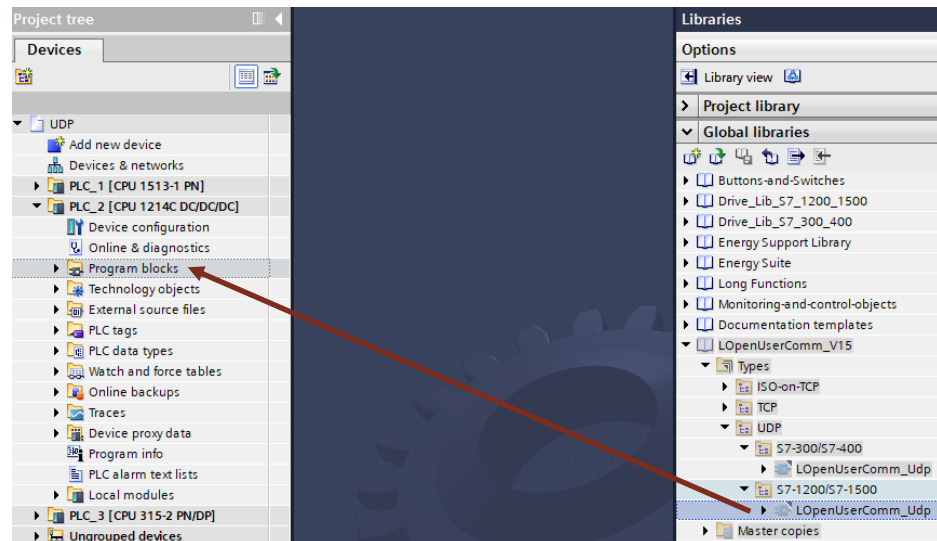 Project tree
Devices
UDP
Add new device
Devices & networks
PLC_1 [CPU 1513-1 PN]
PLC_2 [CPU 1214C DC/DC/DC]
Device configuration
Online & diagnostics
Program blocks
Technology objects
External source files
PLC tags
PLC data types
Watch and force tables
Online backups
Traces
Device proxy data
Program info
PLC alarm text lists
Local modules
PLC_3 [CPU 315-2 PN/DP]
Ungrouped devices
Libraries
Options
Library view
Project library
Global libraries
Buttons-and-Switches
Drive_Lib_S7_1200_1500
Drive_Lib_S7_300_400
Energy Support Library
Energy Suite
Long Functions
Monitoring-and-control-objects
Documentation templates
LOpenUserComm_V15
Types
ISO-on-TCP
TCP
UDP
S7-300/S7-400
LOpenUserComm_Udp
S7-1200/S7-1500
LOpenUserComm_Udp
Master copies